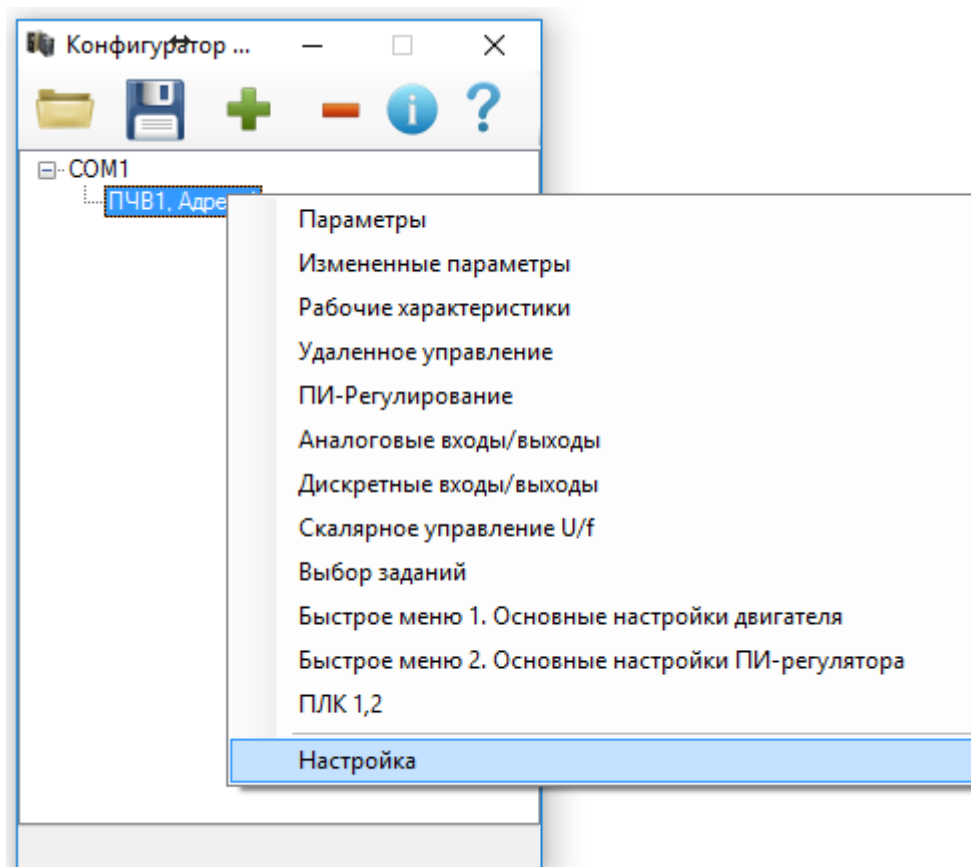 Конфигуратор ...
COM1
ПЧВ1, Адре
Параметры
Измененные параметры
Рабочие характеристики
Удаленное управление
ПИ-Регулирование
Аналоговые входы/выходы
Дискретные входы/выходы
Скалярное управление U/f
Выбор заданий
Быстрое меню 1. Основные настройки двигателя
Быстрое меню 2. Основные настройки ПИ-регулятора
ПЛК 1,2
Настройка